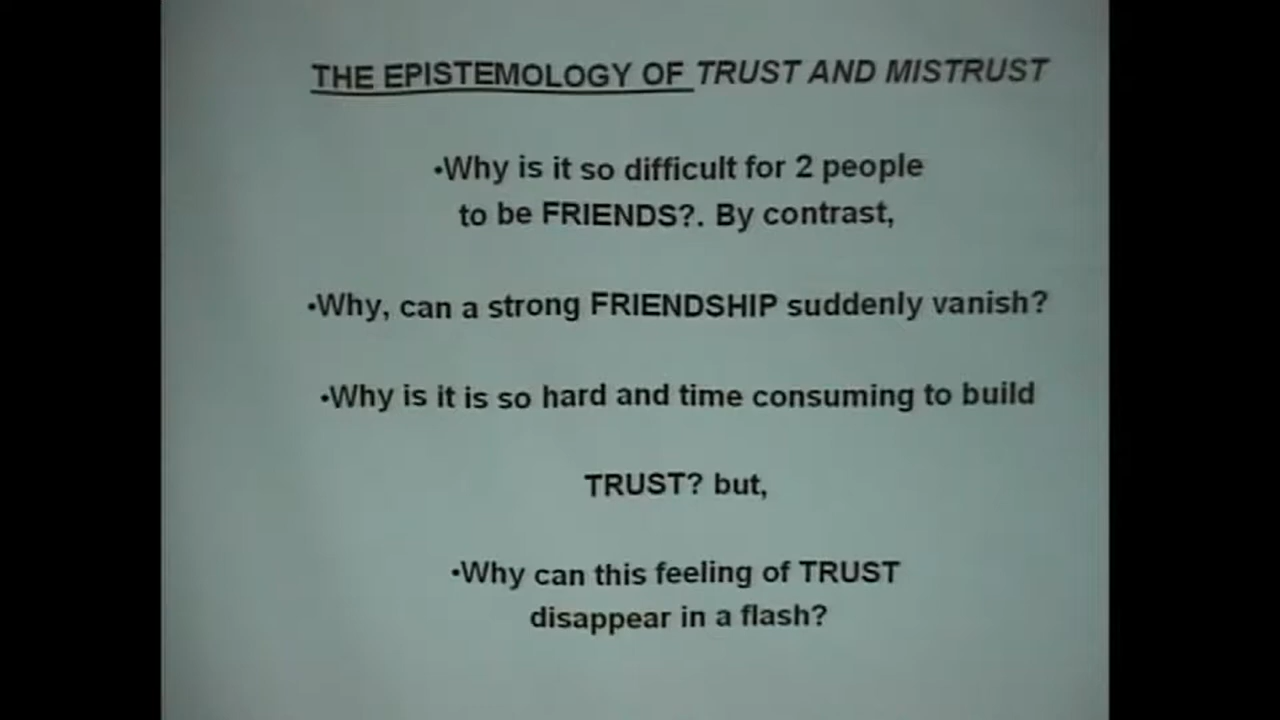 THE EPISTEMOLOGY OF TRUST AND MISTRUST
•Why is it so difficult for 2 people
to be FRIENDS?. By contrast,
•Why, can a strong FRIENDSHIP suddenly vanish?
•Why is it is so hard and time consuming to build
TRUST? but,
•Why can this feeling of TRUST
disappear in a flash?